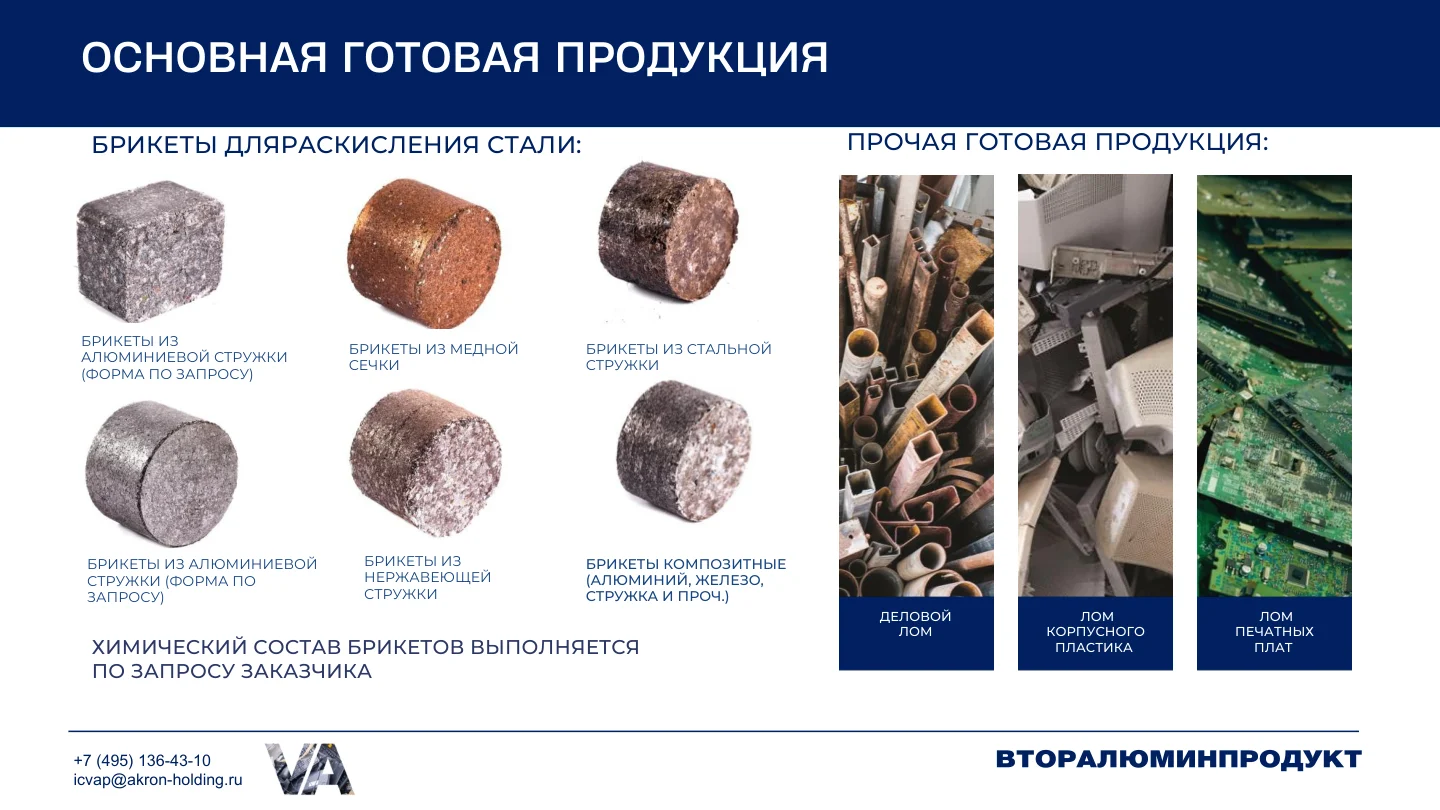 ОСНОВНАЯ ГОТОВАЯ ПРОДУКЦИЯ
БРИКЕТЫ ДЛЯРАСКИСЛЕНИЯ СТАЛИ:
БРИКЕТЫ ИЗ
АЛЮМИНИЕВОЙ СТРУЖКИ
(ФОРМА ПО ЗАПРОСУ)
БРИКЕТЫ ИЗ МЕДНОЙ
СЕЧКИ
БРИКЕТЫ ИЗ СТАЛЬНОЙ
СТРУЖКИ
БРИКЕТЫ ИЗ АЛЮМИНИЕВОЙ
СТРУЖКИ (ФОРМА ПО
ЗАПРОСУ)
БРИКЕТЫ ИЗ
НЕРЖАВЕЮЩЕЙ
СТРУЖКИ
БРИКЕТЫ КОМПОЗИТНЫЕ
(АЛЮМИНИЙ, ЖЕЛЕЗО,
СТРУЖКА И ПРОЧ.)
ХИМИЧЕСКИЙ СОСТАВ БРИКЕТОВ ВЫПОЛНЯЕТСЯ
ПО ЗАПРОСУ ЗАКАЗЧИКА
ПРОЧАЯ ГОТОВАЯ ПРОДУКЦИЯ:
ДЕЛОВОЙ
ЛОМ
ЛОМ
КОРПУСНОГО
ПЛАСТИКА
ЛОМ
ПЕЧАТНЫХ
ПЛАТ
+7 (495) 136-43-10
icvap@akron-holding.ru
VA
ВТОРАЛЮМИНПРОДУКТ